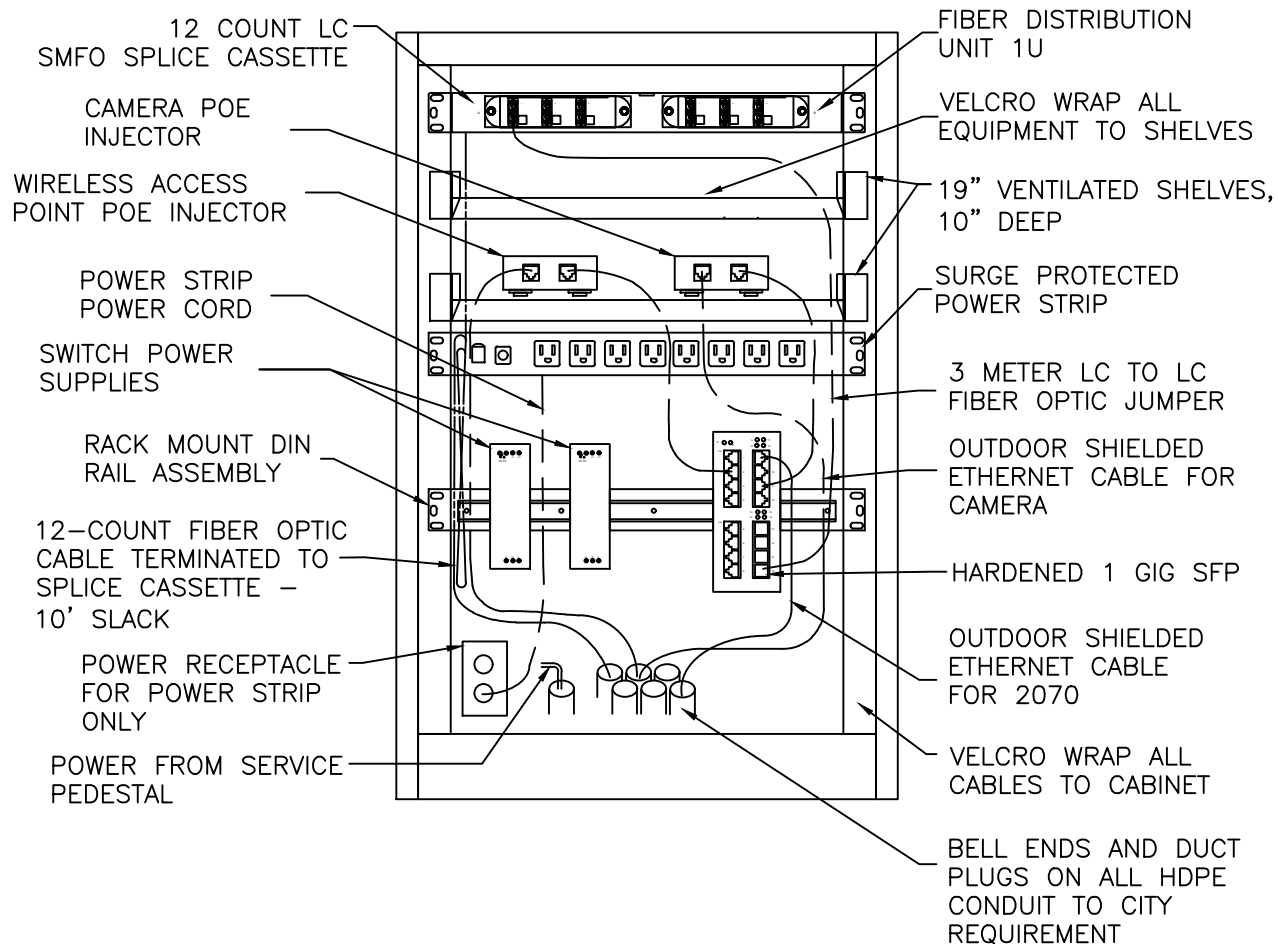 12 COUNT LC
SMFO SPLICE CASSETTE
CAMERA POE
INJECTOR
WIRELESS ACCESS
POINT POE INJECTOR
POWER STRIP
POWER CORD
SWITCH POWER
SUPPLIES
RACK MOUNT DIN
RAIL ASSEMBLY
12-COUNT FIBER OPTIC
CABLE TERMINATED TO
SPLICE CASSETTE –
10' SLACK
POWER RECEPTACLE
FOR POWER STRIP
ONLY
POWER FROM SERVICE
PEDESTAL
FIBER DISTRIBUTION
UNIT 1U
VELCRO WRAP ALL
EQUIPMENT TO SHELVES
19" VENTILATED SHELVES,
10" DEEP
SURGE PROTECTED
POWER STRIP
3 METER LC TO LC
FIBER OPTIC JUMPER
OUTDOOR SHIELDED
ETHERNET CABLE FOR
CAMERA
HARDENED 1 GIG SFP
OUTDOOR SHIELDED
ETHERNET CABLE
FOR 2070
VELCRO WRAP ALL
CABLES TO CABINET
BELL ENDS AND DUCT
PLUGS ON ALL HDPE
CONDUIT TO CITY
REQUIREMENT